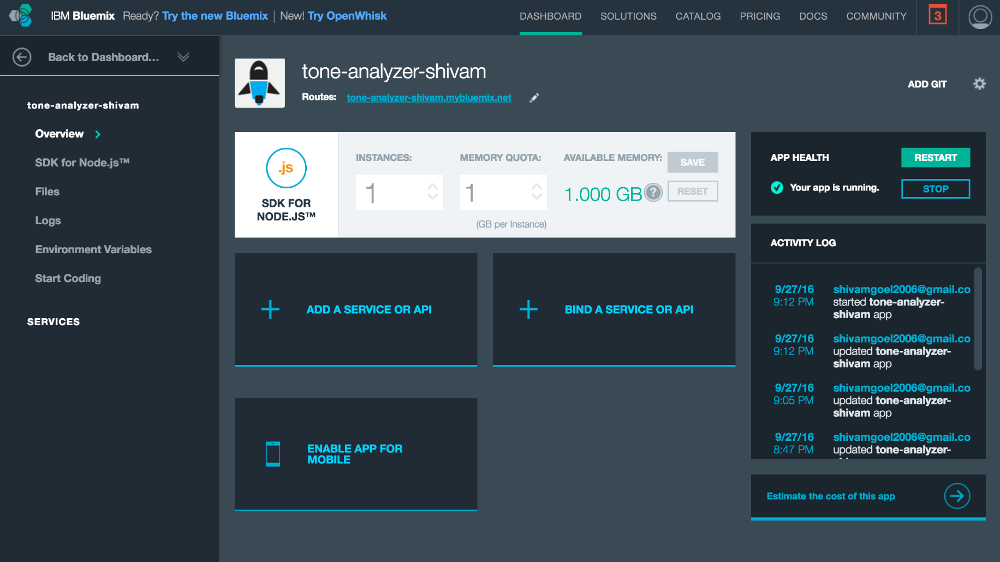 IBM Bluemix Ready? Try the new Bluemix | New! Try OpenWhisk
DASHBOARD SOLUTIONS CATALOG PRICING DOCS COMMUNITY 3
Back to Dashboard...
tone-analyzer-shivam
Overview
SDK for Node.js™
Files
Logs
Environment Variables
Start Coding
SERVICES
tone-analyzer-shivam
Routes: tone-analyzer-shivam.mybluemix.net
ADD GIT
.js
SDK FOR
NODE.JS™
INSTANCES:
1
MEMORY QUOTA:
1
(GB per Instance)
AVAILABLE MEMORY:
1.000 GB ?
SAVE
RESET
ADD A SERVICE OR API
BIND A SERVICE OR API
ENABLE APP FOR
MOBILE
APP HEALTH
RESTART
Your app is running.
STOP
ACTIVITY LOG
9/27/16 shivamgoel2006@gmail.co
9:12 PM started tone-analyzer-
shivam app
9/27/16 shivamgoel2006@gmail.co
9:12 PM updated tone-analyzer-
shivam app
9/27/16 shivamgoel2006@gmail.co
9:05 PM updated tone-analyzer-
shivam app
9/27/16 shivamgoel2006@gmail.co
8:47 PM updated tone-analyzer-
Estimate the cost of this app